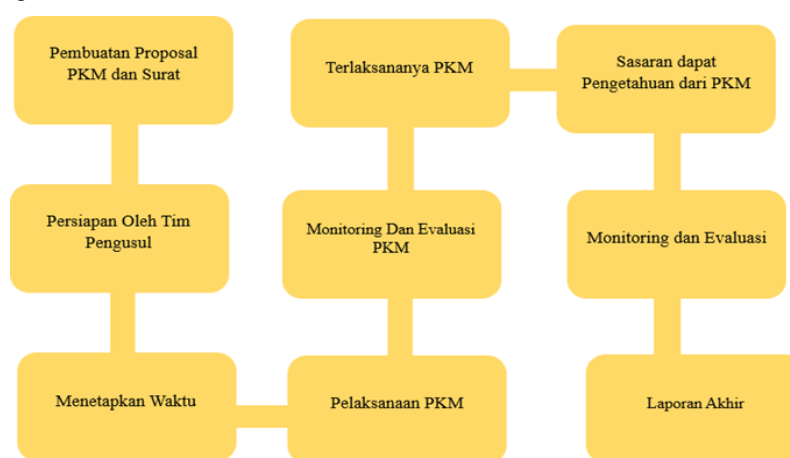 Pembuatan Proposal
PKM dan Surat
Persiapan Oleh Tim
Pengusul
Menetapkan Waktu
Pelaksanaan PKM
Monitoring Dan Evaluasi
PKM
Terlaksananya PKM
Sasaran dapat
Pengetahuan dari PKM
Monitoring dan Evaluasi
Laporan Akhir